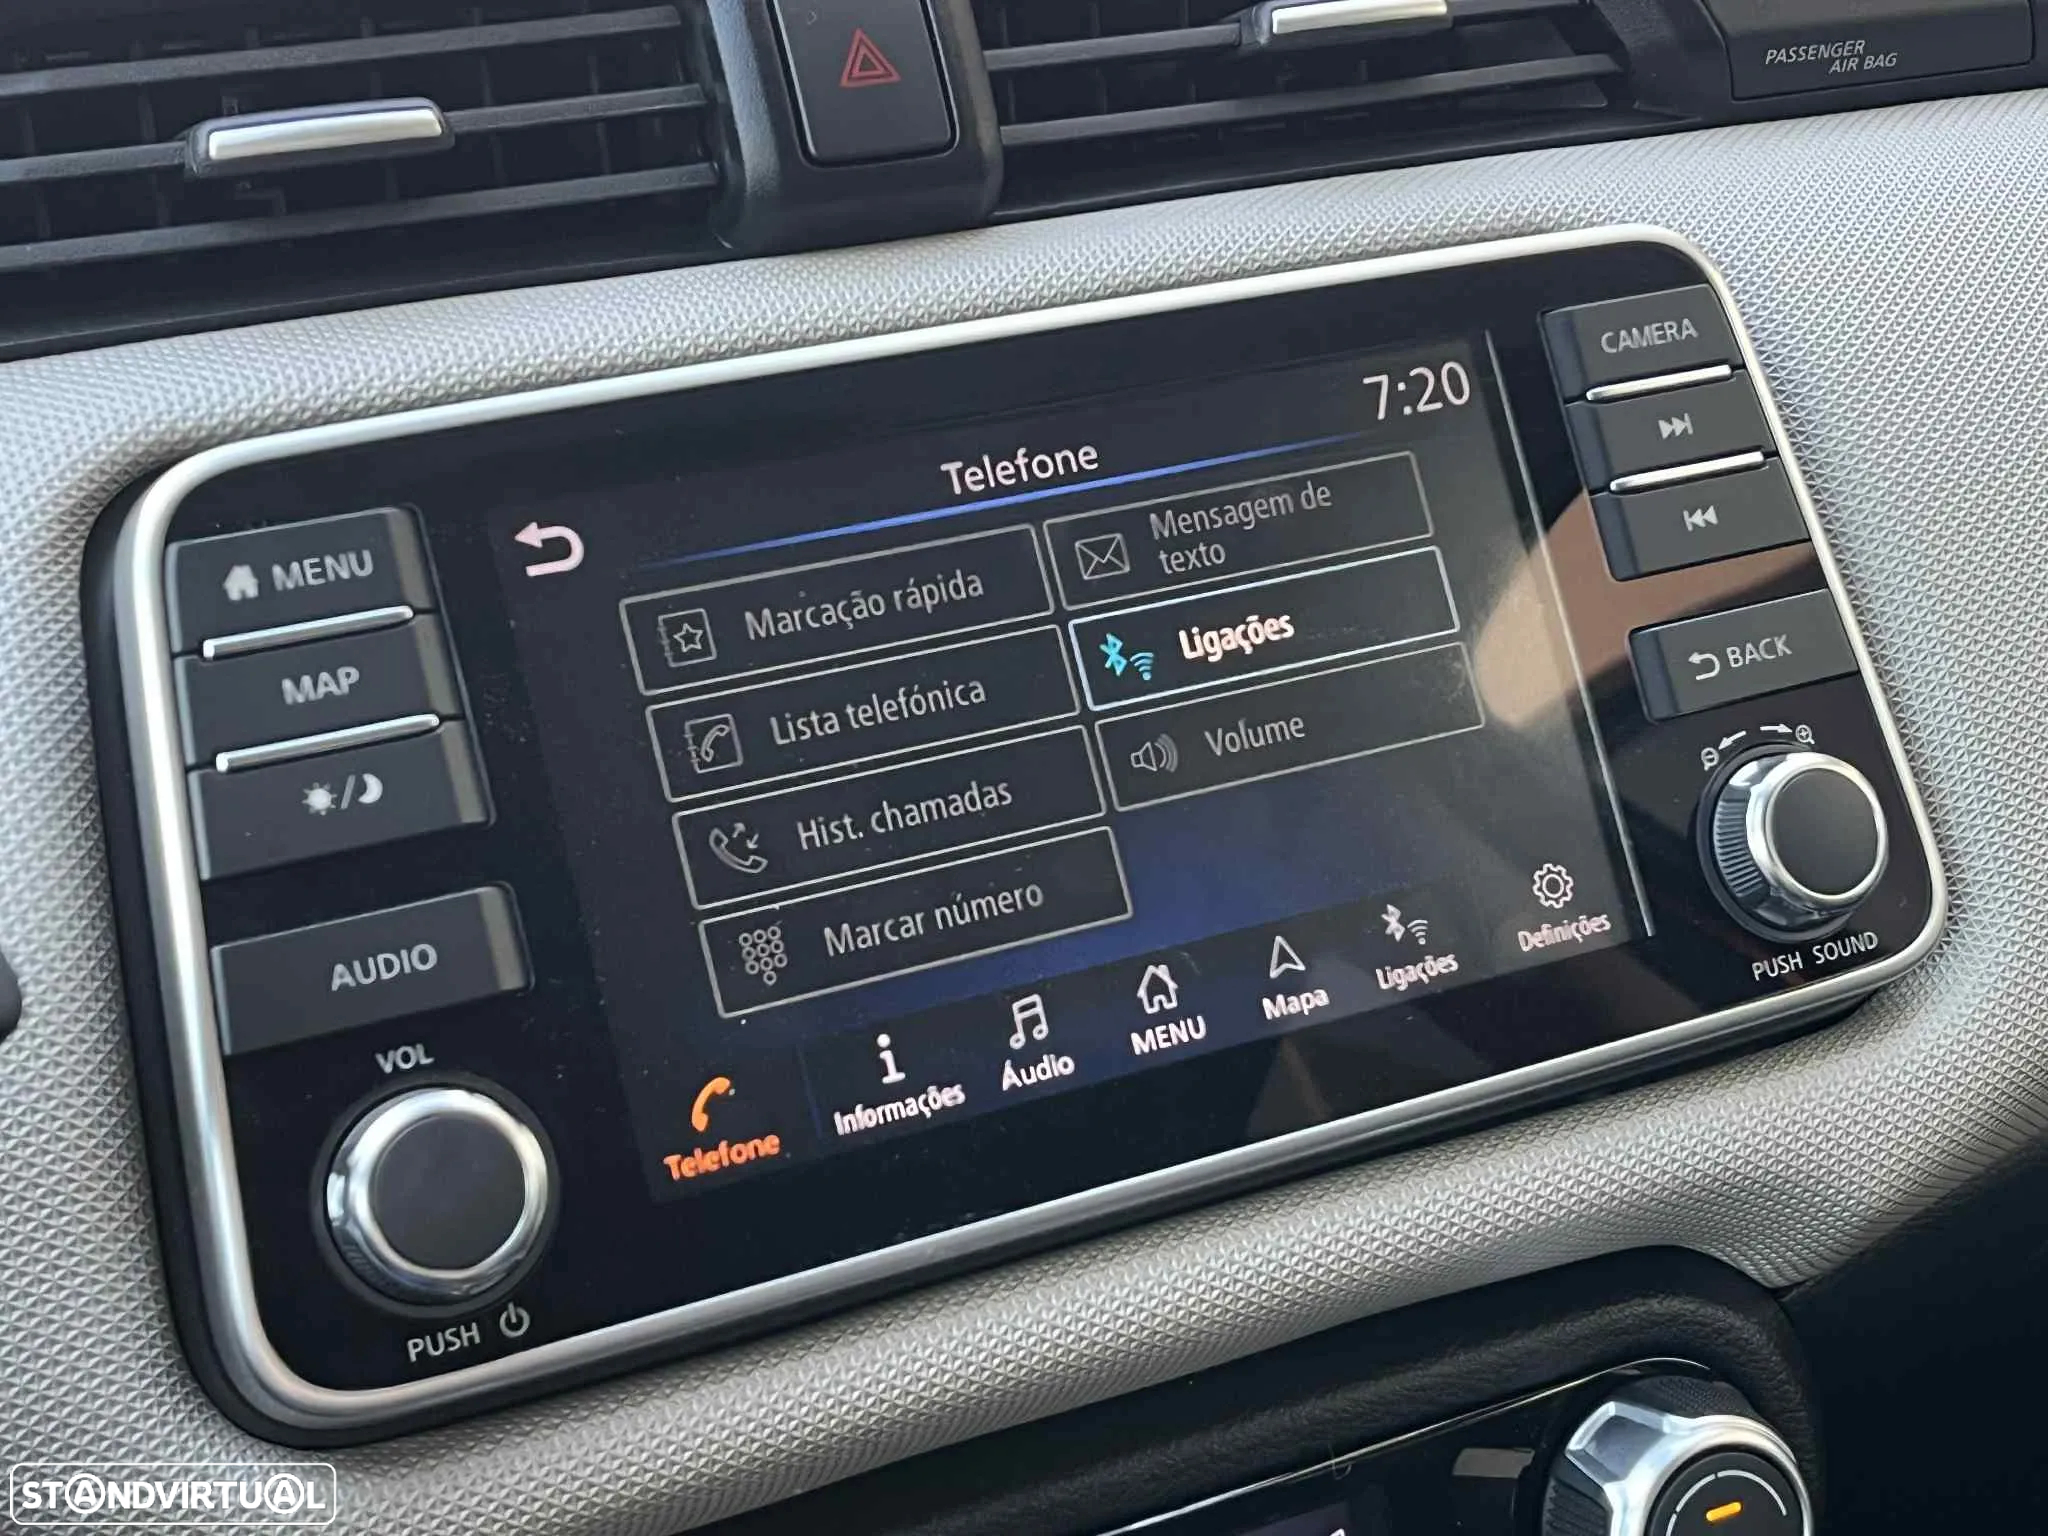 PASSENGER
AIR BAG
CAMERA
7:20
Telefone
MENU
Mensagem de
texto
Marcação rápida
Ligações
BACK
MAP
Lista telefónica
Volume
Hist. chamadas
Marcar número
AUDIO
Definições
PUSH SOUND
Ligações
Mapa
MENU
Áudio
Informações
Telefone
VOL
PUSH
STANDVIRTUAL